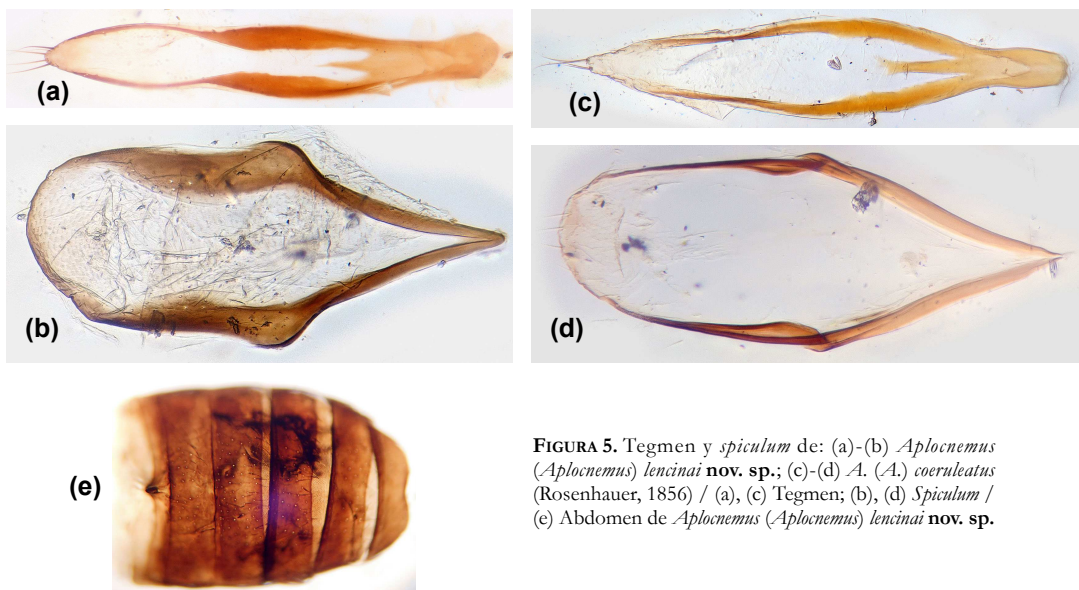 (a)
(c)
(b)
(d)
(e)
FIGURA 5. Tegmen y spiculum de: (a)-(b) Aplocnemus
(Aplocnemus) lencinai nov. sp.; (c)-(d) A. (A.) coeruleatus
(Rosenhauer, 1856) / (a), (c) Tegmen; (b), (d) Spiculum /
(e) Abdomen de Aplocnemus (Aplocnemus) lencinai nov. sp.